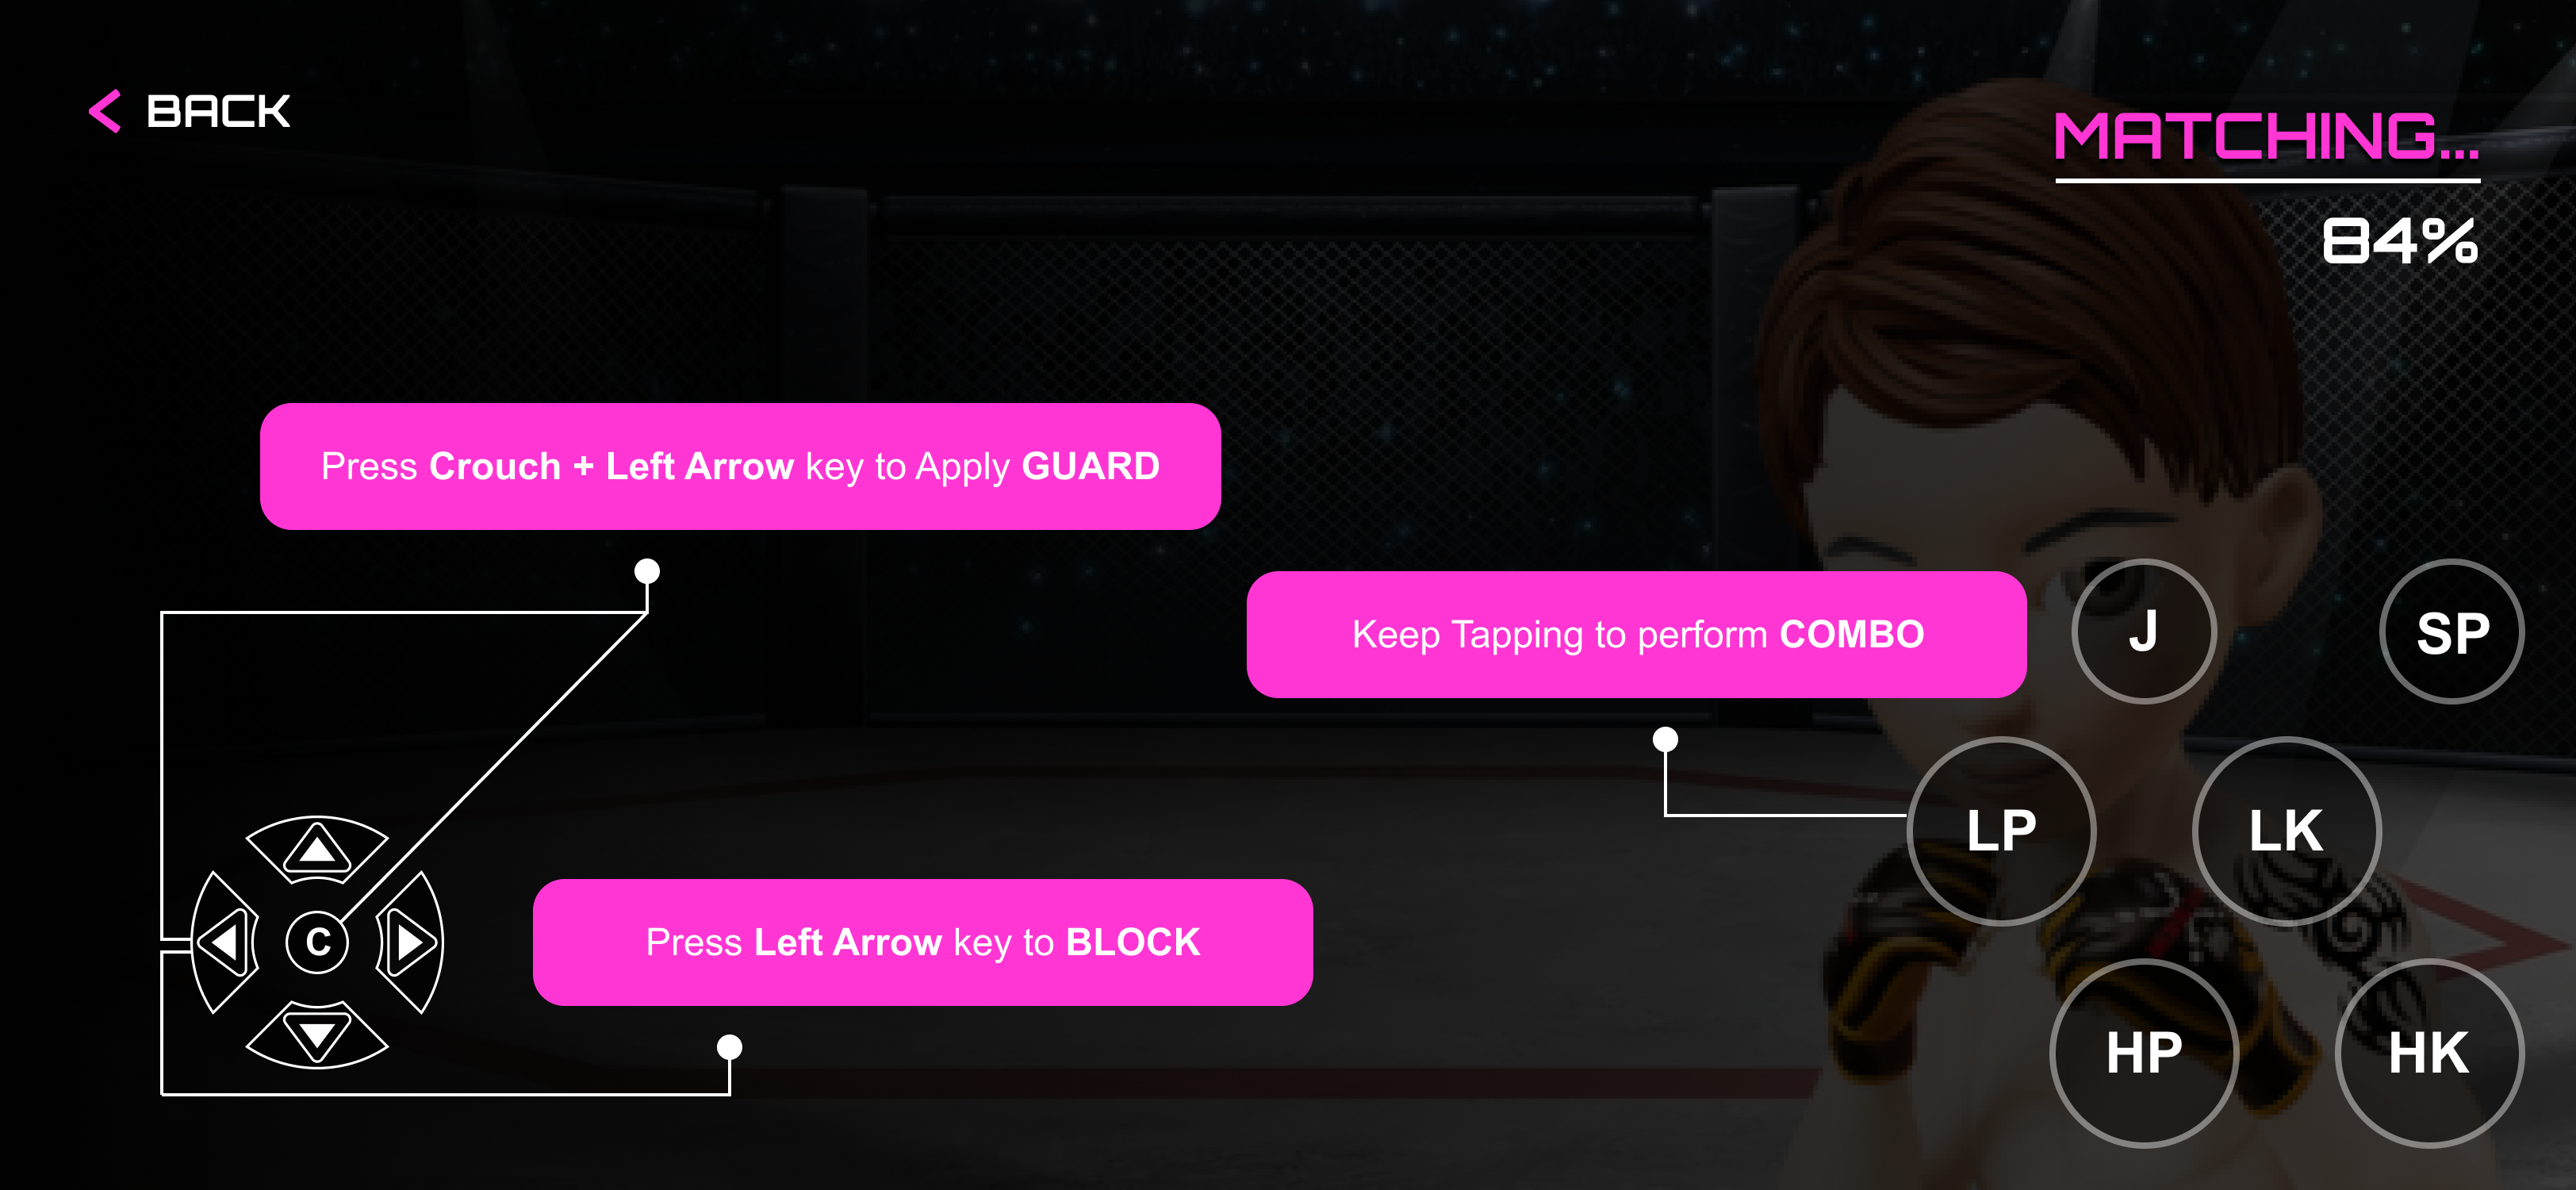 BACK
MATCHING...
84%
Press Crouch + Left Arrow key to Apply GUARD
Keep Tapping to perform COMBO
J
SP
LP
LK
C
Press Left Arrow key to BLOCK
HP
HK